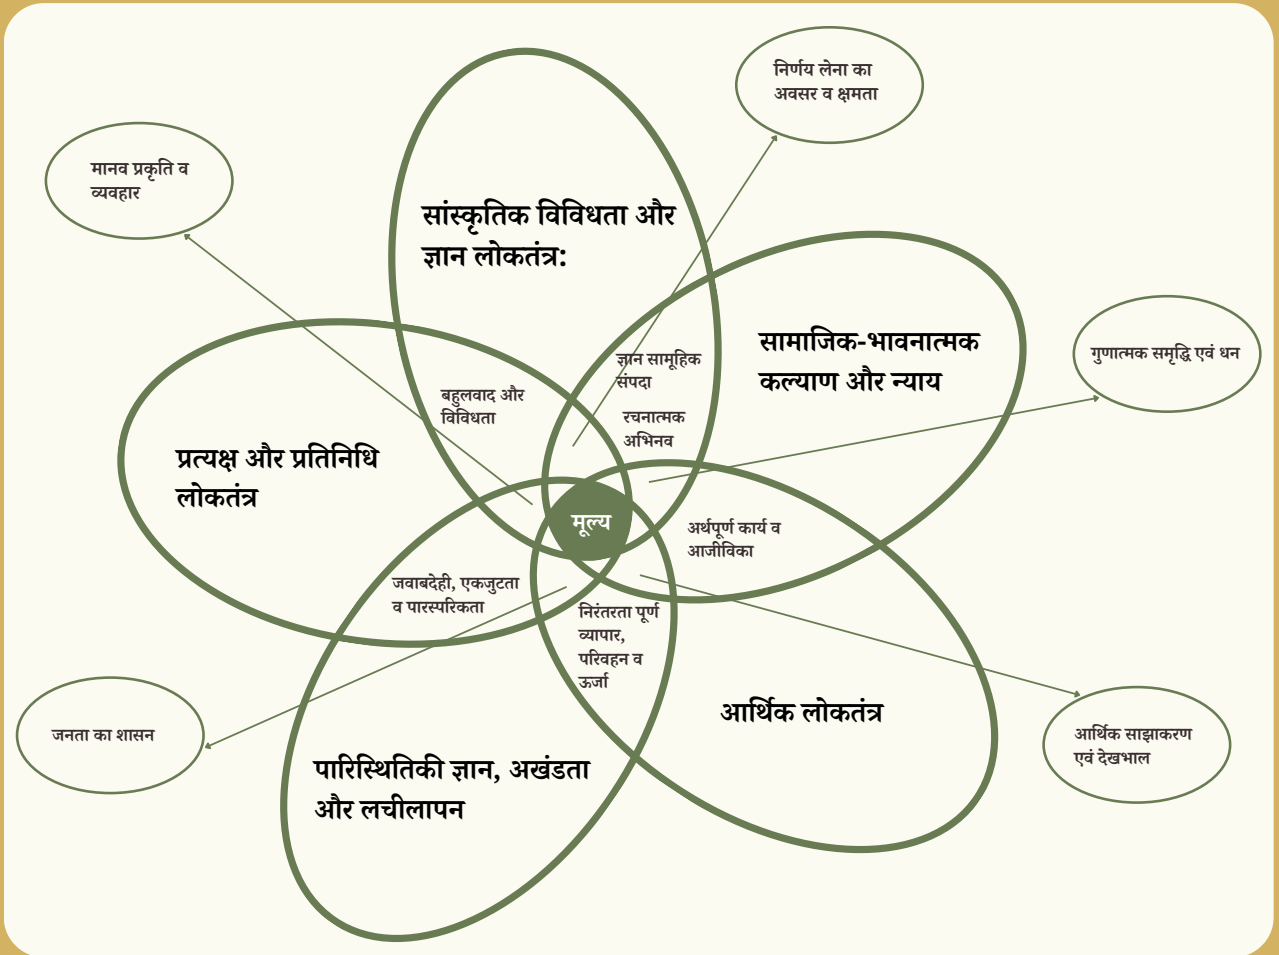 निर्णय लेना का
अवसर व क्षमता
मानव प्रकृति व
व्यवहार
सांस्कृतिक विविधता और
ज्ञान लोकतंत्र:
सामाजिक-भावनात्मक
कल्याण और न्याय
गुणात्मक समृद्धि एवं धन
ज्ञान सामूहिक
संपदा
बहुलवाद और
विविधता
रचनात्मक
अभिनव
प्रत्यक्ष और प्रतिनिधि
लोकतंत्र
मूल्य
अर्थपूर्ण कार्य व
आजीविका
जवाबदेही, एकजुटता
व पारस्परिकता
निरंतरता पूर्ण
व्यापार,
परिवहन व
ऊर्जा
आर्थिक लोकतंत्र
जनता का शासन
आर्थिक साझाकरण
एवं देखभाल
पारिस्थितिकी ज्ञान, अखंडता
और लचीलापन